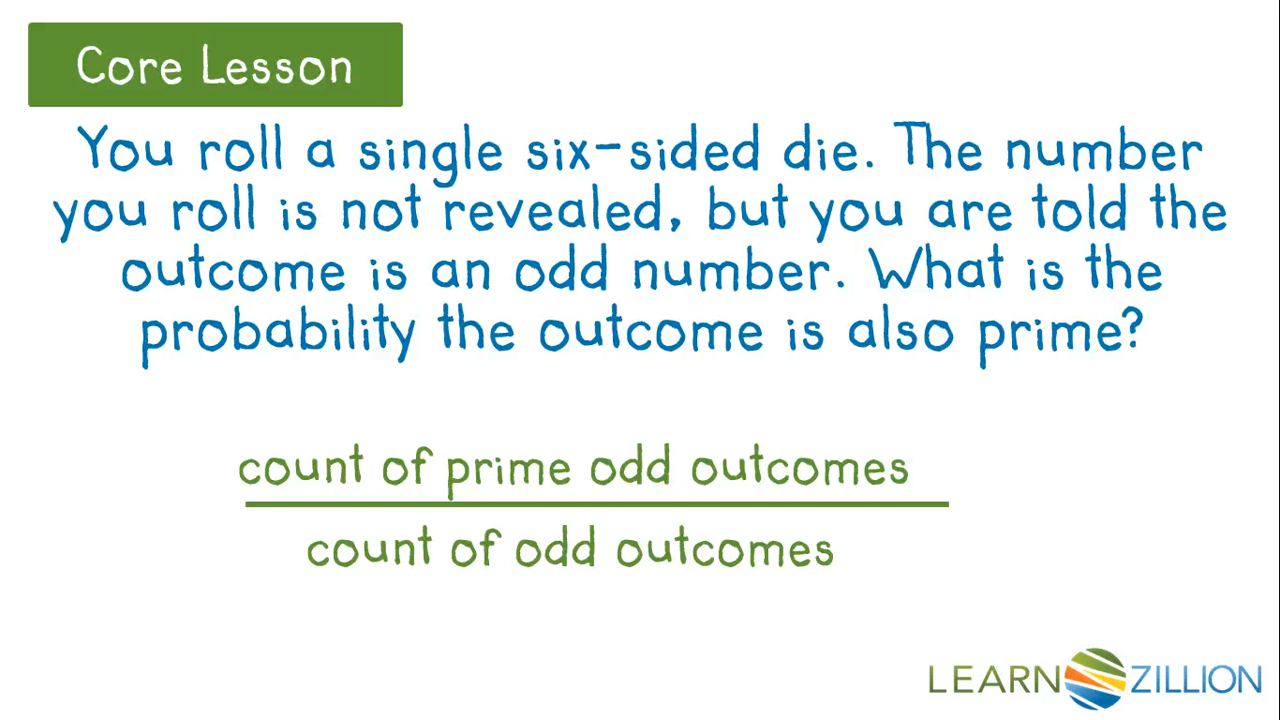 Core Lesson
You roll a single six-sided die. The number
you roll is not revealed, but you are told the
outcome is an odd number. What is the
probability the outcome is also prime?
count of prime odd outcomes
count of odd outcomes
LEARN ZILLION